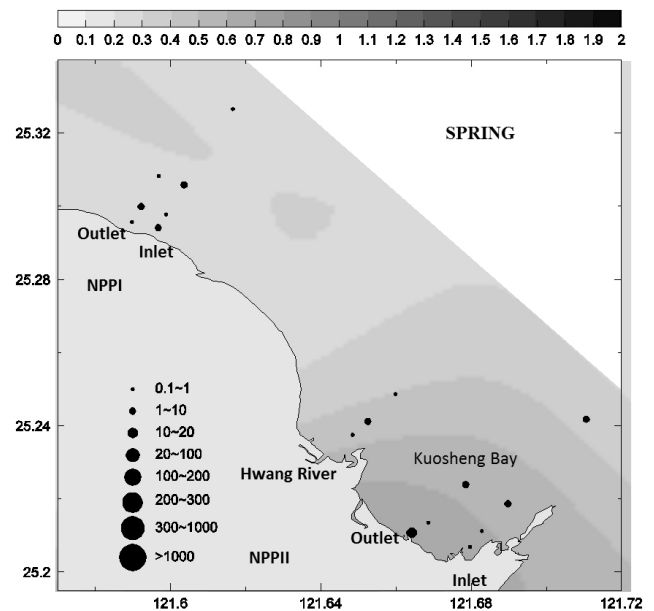 0 0.1 0.2 0.3 0.4 0.5 0.6 0.7 0.8 0.9 1 1.1 1.2 1.3 1.4 1.5 1.6 1.7 1.8 1.9 2
SPRING
25.32
Outlet
Inlet
25.28
NPPI
0.1~1
1~10
25.24
10~20
20~100
Kuosheng Bay
Hwang River
100~200
200~300
300~1000
Outlet
>1000
NPPII
25.2
Inlet
121.6 121.64 121.68 121.72